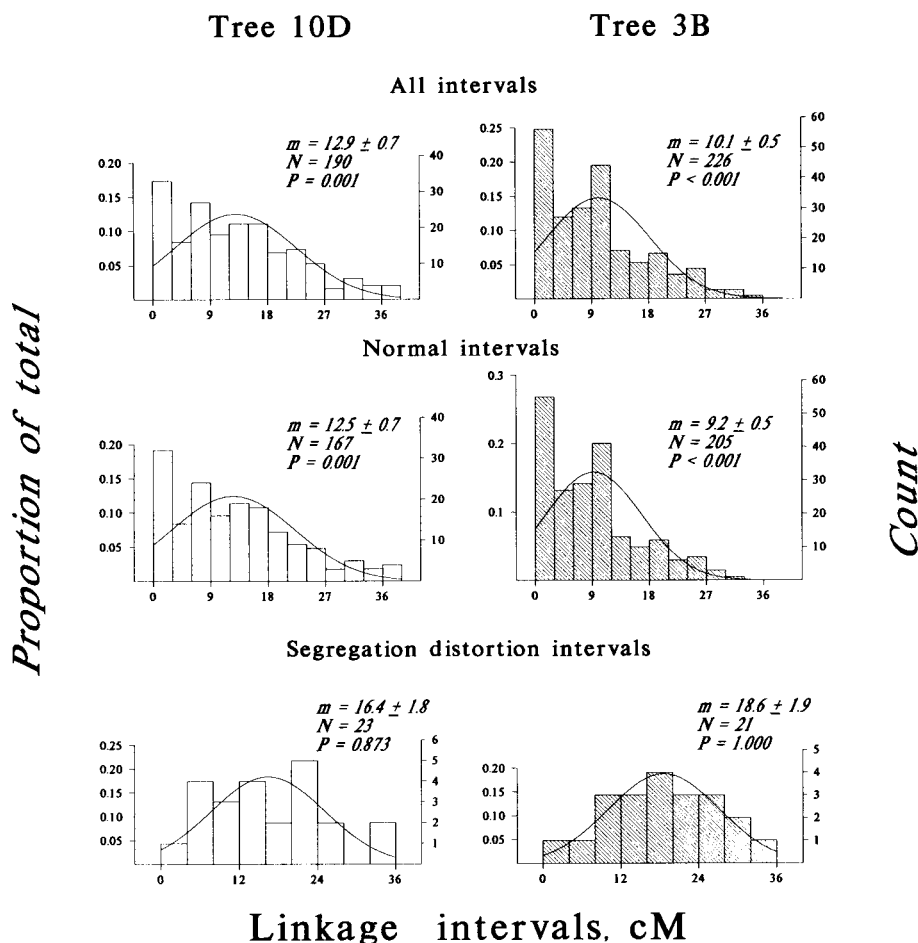 Tree 10D
Tree 3B
All intervals
m = 12.9 ± 0.7
N = 190
P = 0.001
0.20
0.15
0.10
0.05
40
30
20
10
0 9 18 27 36
m = 10.1 ± 0.5
N = 226
P < 0.001
0.25
0.20
0.15
0.10
0.05
60
50
40
30
20
10
0 9 18 27 36
Normal intervals
m = 12.5 ± 0.7
N = 167
P = 0.001
0.20
0.15
0.10
0.05
40
30
20
10
0 9 18 27 36
m = 9.2 ± 0.5
N = 205
P < 0.001
0.3
0.2
0.1
60
50
40
30
20
10
0 9 18 27 36
Segregation distortion intervals
m = 16.4 ± 1.8
N = 23
P = 0.873
0.25
0.20
0.15
0.10
0.05
6
5
4
3
2
1
0 12 24 36
m = 18.6 ± 1.9
N = 21
P = 1.000
0.20
0.15
0.10
0.05
5
4
3
2
1
0 12 24 36
Proportion of total
Count
Linkage intervals, cM